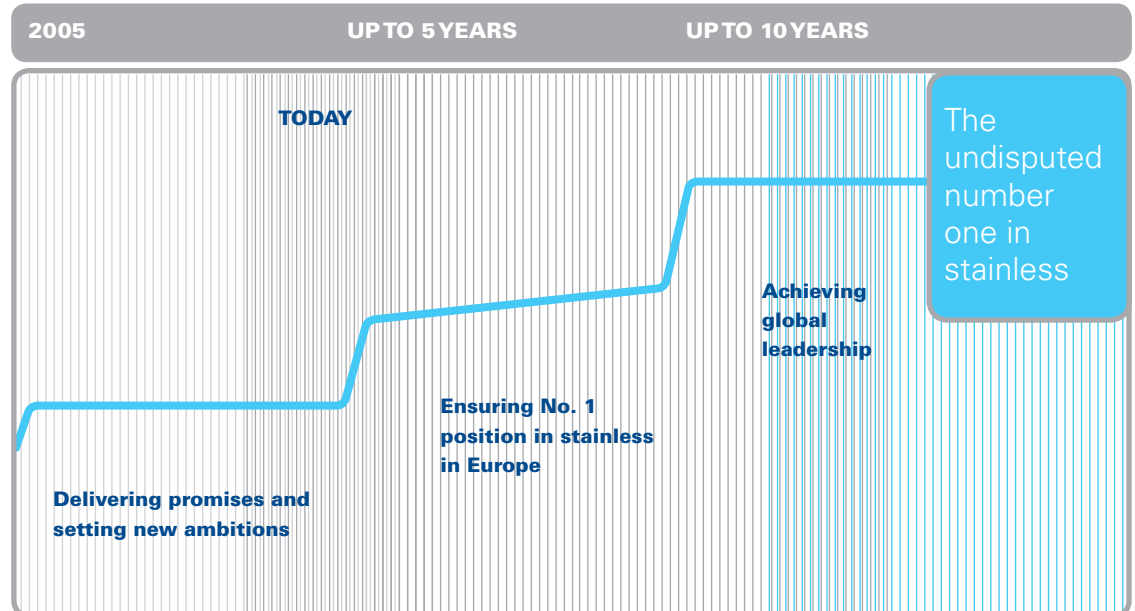 2005
UP TO 5 YEARS
UP TO 10 YEARS
TODAY
The
undisputed
number
one in
stainless
Achieving
global
leadership
Ensuring No. 1
position in stainless
in Europe
Delivering promises and
setting new ambitions